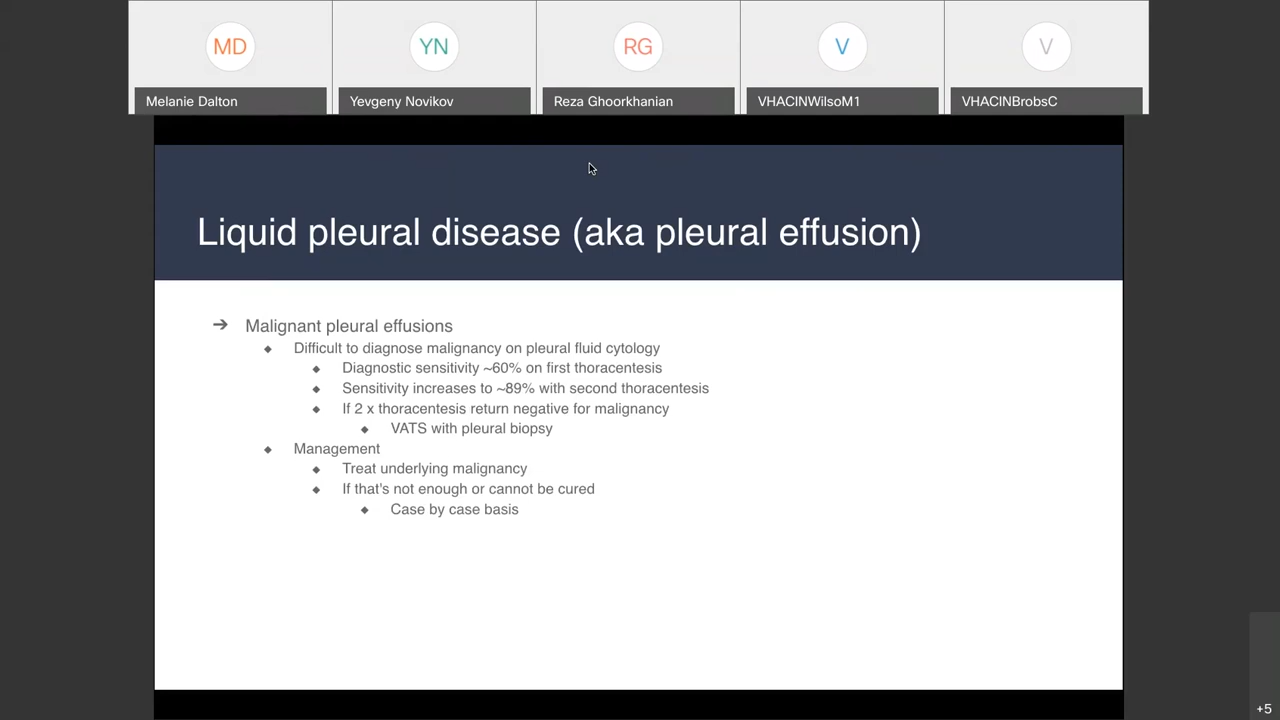 MD
YN
RG
V
V
Melanie Dalton
Yevgeny Novikov
Reza Ghoorkhanian
VHACINWilsoM1
VHACINBrobsC
Liquid pleural disease (aka pleural effusion)
Malignant pleural effusions
Difficult to diagnose malignancy on pleural fluid cytology
Diagnostic sensitivity ~60% on first thoracentesis
Sensitivity increases to ~89% with second thoracentesis
If 2 x thoracentesis return negative for malignancy
VATS with pleural biopsy
Management
Treat underlying malignancy
If that's not enough or cannot be cured
Case by case basis
+5